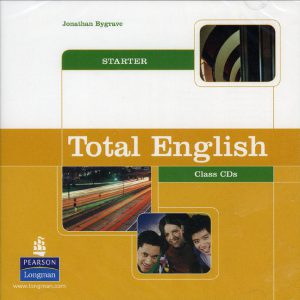 Jonathan Bygrave
STARTER
Total English
Class CDs
PEARSON
Longman
www.longman.com